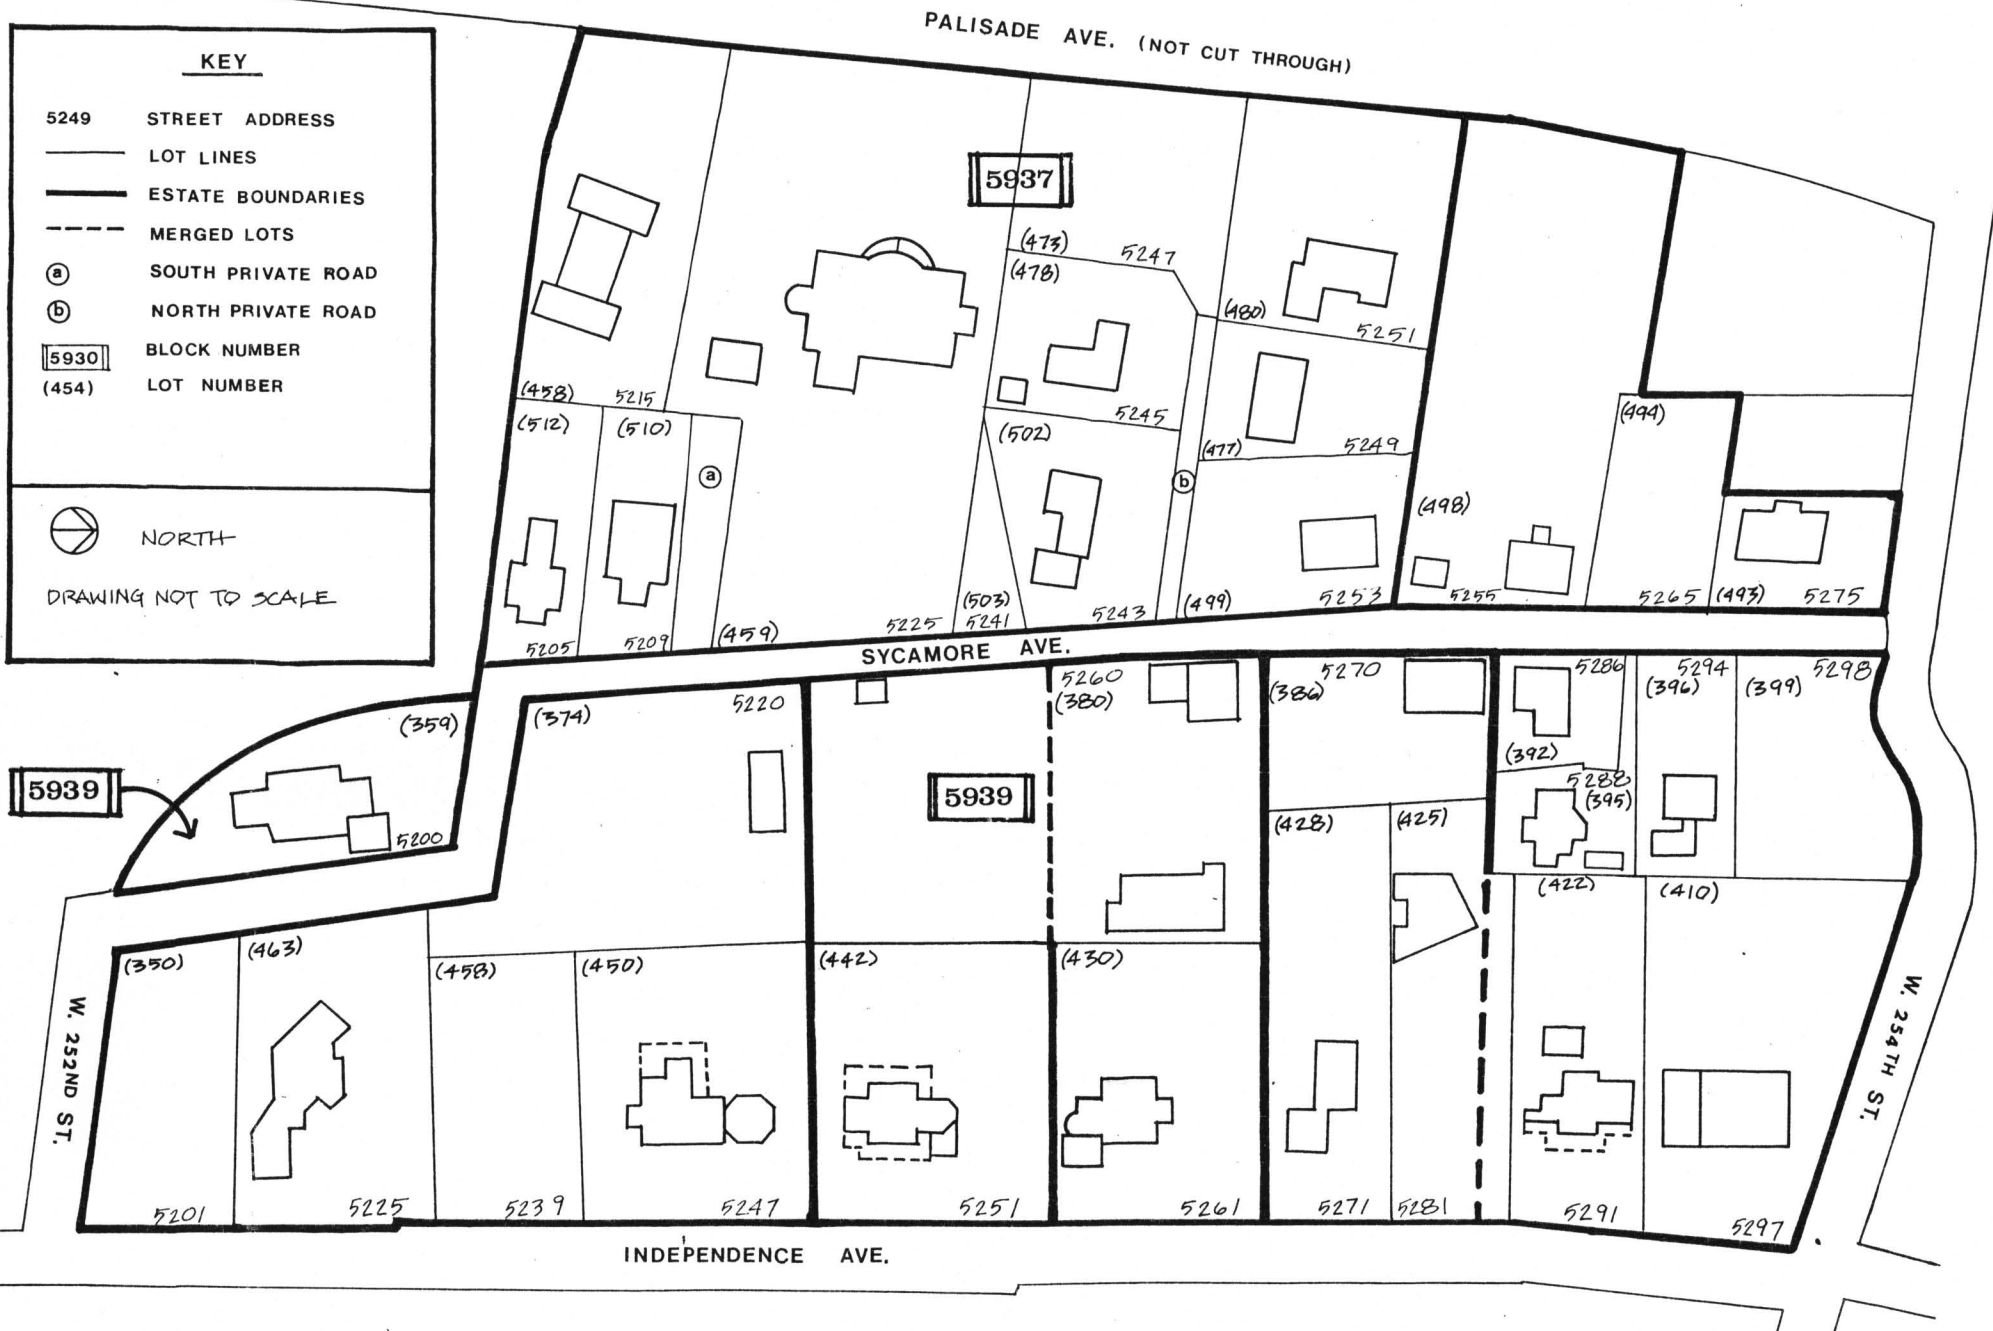 PALISADE AVE. (NOT CUT THROUGH)
KEY
5249 STREET ADDRESS
LOT LINES
ESTATE BOUNDARIES
MERGED LOTS
a SOUTH PRIVATE ROAD
b NORTH PRIVATE ROAD
5930 BLOCK NUMBER
(454) LOT NUMBER
NORTH
DRAWING NOT TO SCALE
5937
(473) 5247
(478)
(480) 5251
(458) 5215
(512) (510)
5245
(502)
(477) 5249
(494)
a
b
(498)
(503)
5205 5209 (459) 5225 5241 5243 (499) 5253 5255 5265 (493) 5275
SYCAMORE AVE.
(359)
(374) 5220
5260
(380)
(386) 5270
5286
5294
(396)
(399) 5298
(392)
5288
(395)
5939
5939
5200
(428) (425)
(422) (410)
(350) (463) (458) (450) (442) (430)
W. 252ND ST.
W. 254TH ST.
5201 5225 5239 5247 5251 5261 5271 5281 5291 5297
INDEPENDENCE AVE.